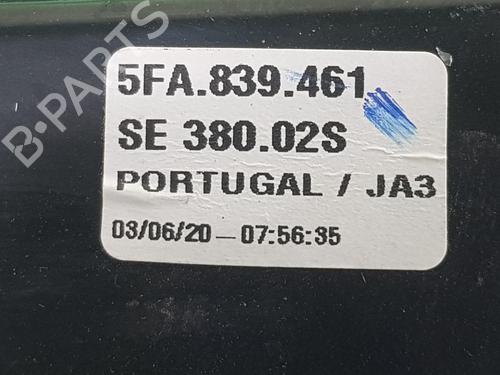 B-PARTS
5FA.839.461
SE 380.02S
PORTUGAL / JA3
03/06/20-07:56:35